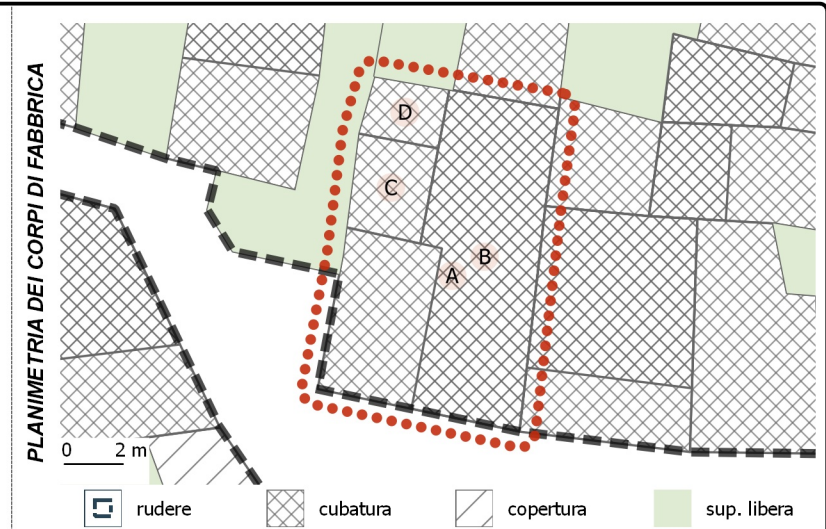 PLANIMETRIA DEI CORPI DI FABBRICA
D
C
B
A
0 2 m
rudere cubatura copertura sup. libera